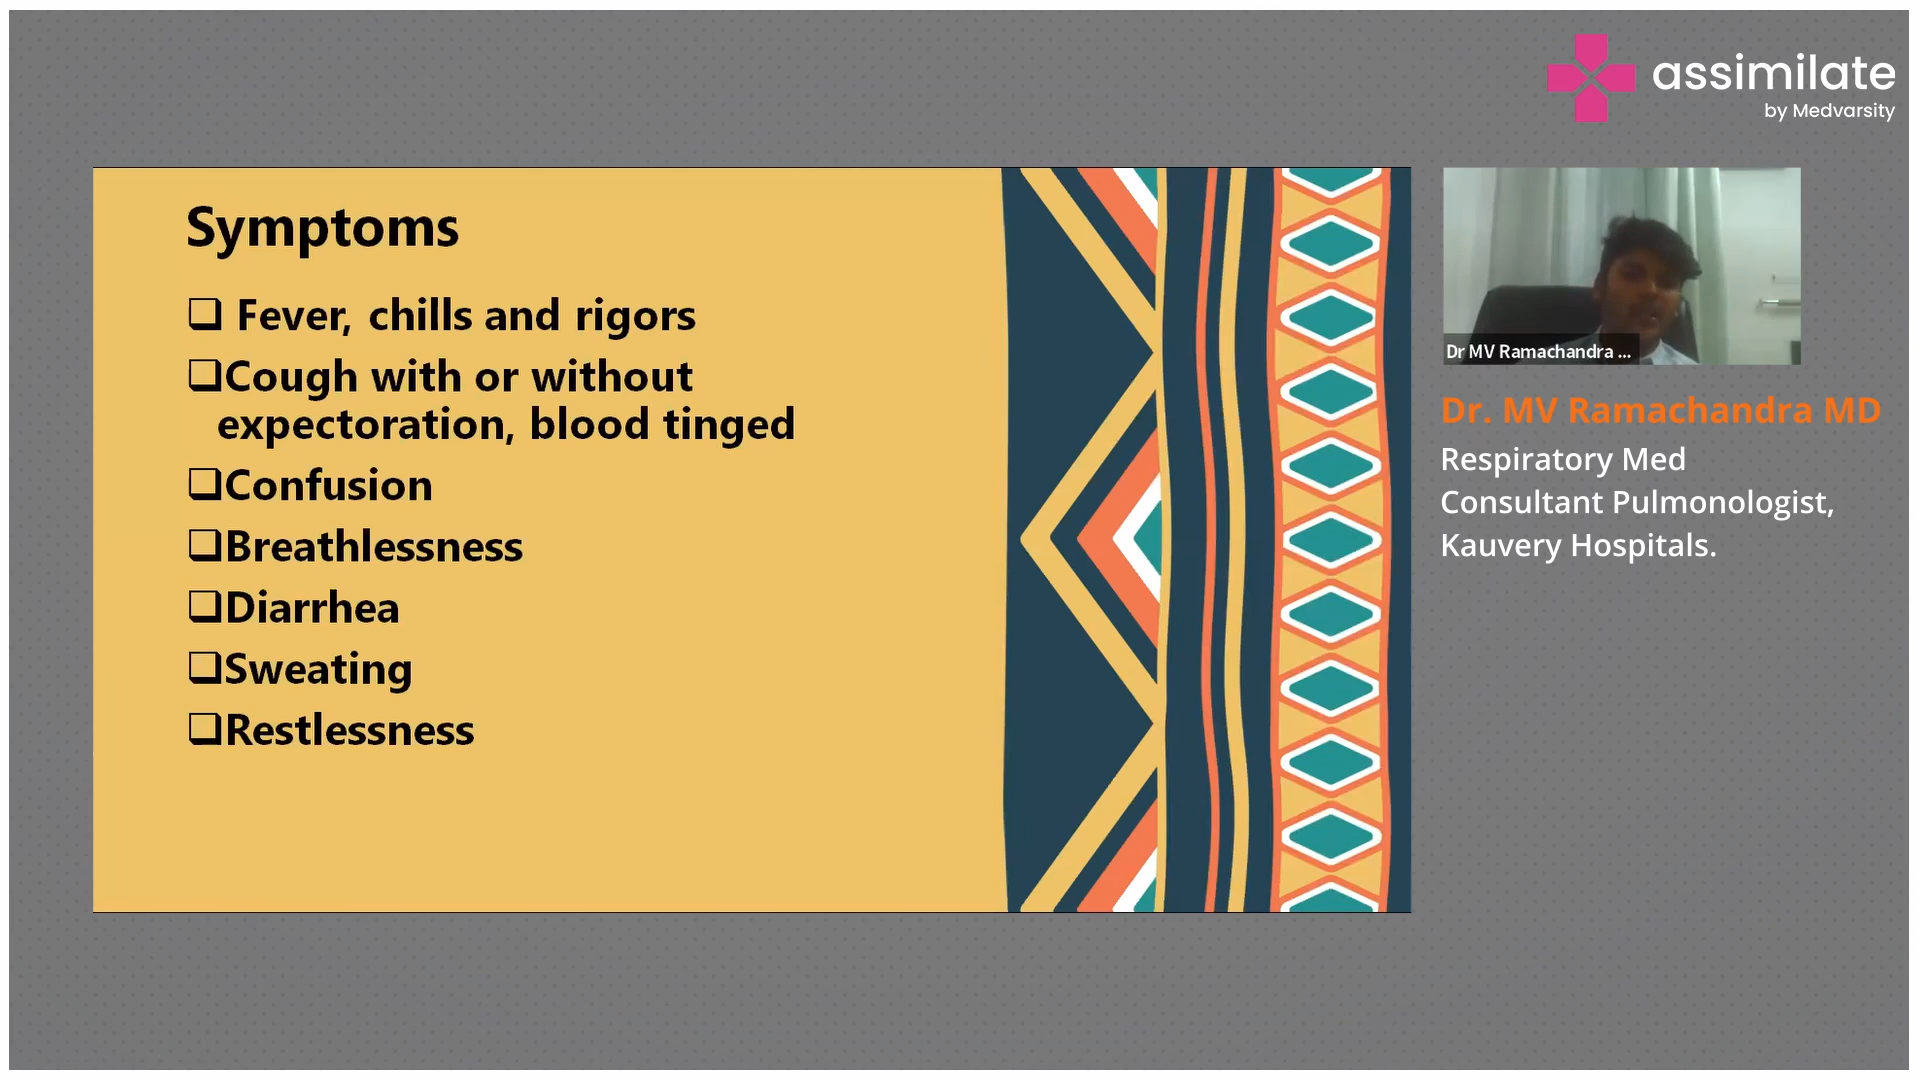 assimilate
by Medvarsity
Symptoms
❑ Fever, chills and rigors
❑Cough with or without
expectoration, blood tinged
❑Confusion
❑Breathlessness
❑Diarrhea
❑Sweating
❑Restlessness
Dr MV Ramachandra ...
Dr. MV Ramachandra MD
Respiratory Med
Consultant Pulmonologist,
Kauvery Hospitals.